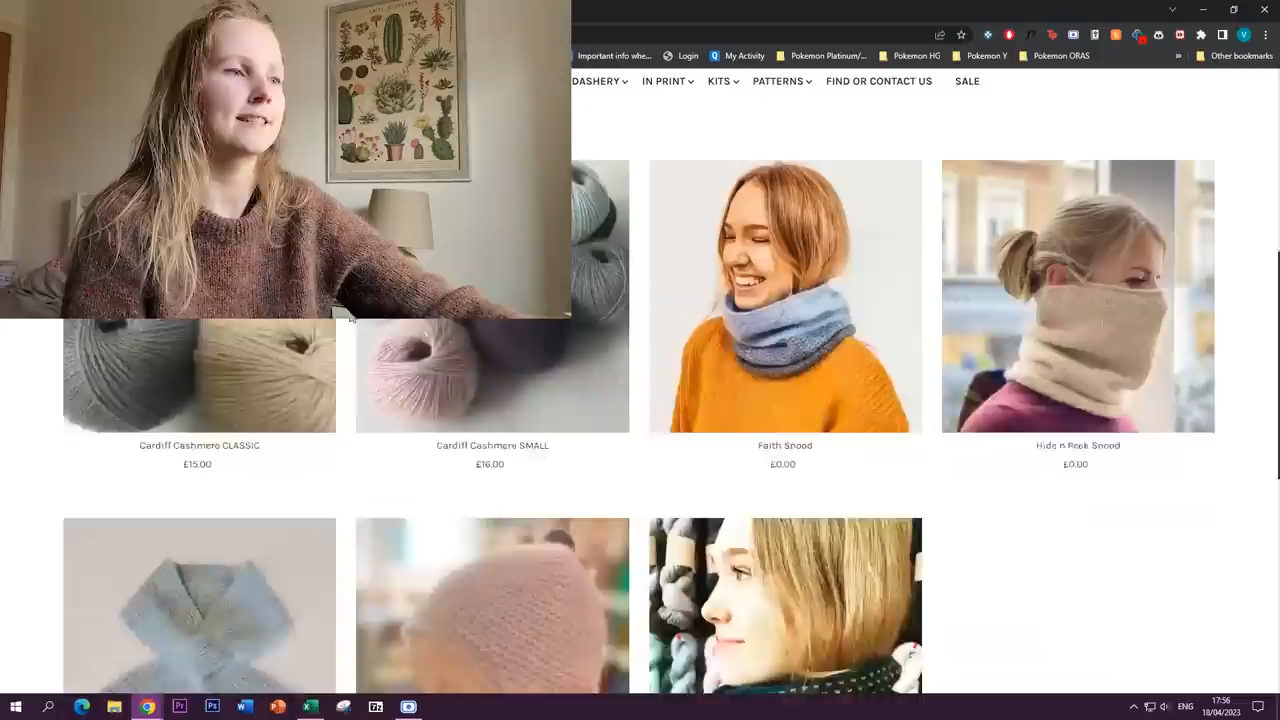 Important info whe...
Login
My Activity
Pokemon Platinum/...
Pokemon HG
Pokemon Y
Pokemon ORAS
»
Other bookmarks
DASHERY
IN PRINT
KITS
PATTERNS
FIND OR CONTACT US
SALE
Cardiff Cashmere CLASSIC
£15.00
Cardiff Cashmere SMALL
£16.00
Faith Snood
£0.00
Hide n Seek Snood
£0.00
ENG
17:56
18/04/2023